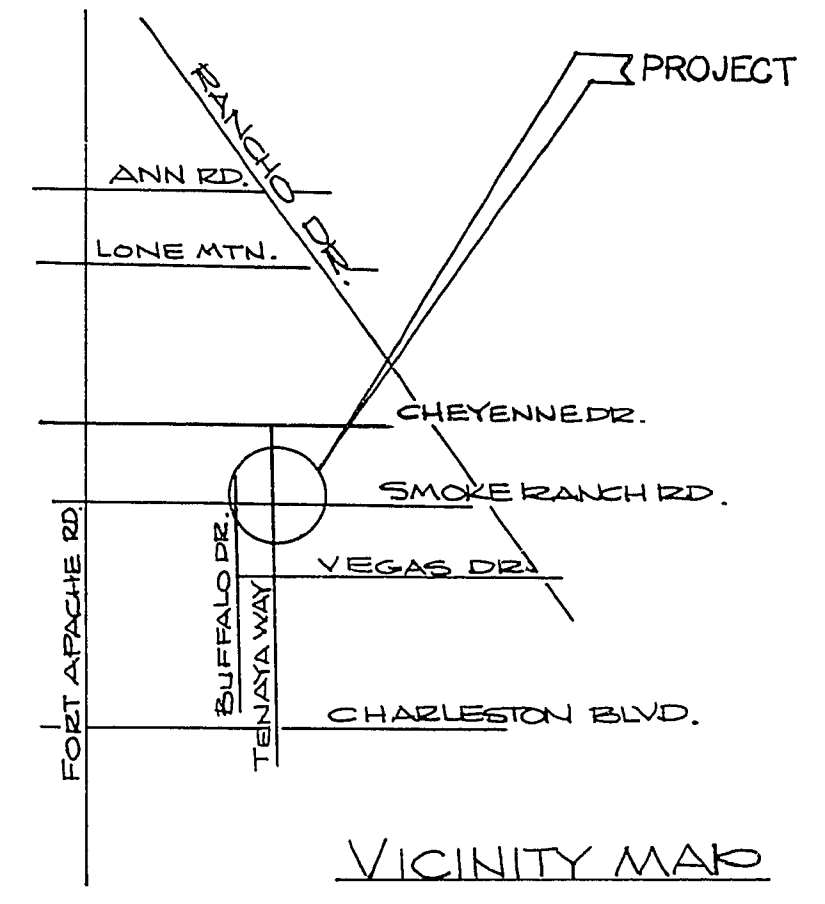 PROJECT
RANCHO DR.
ANN RD.
LONE MTN.
CHEYENNE DR.
SMOKE RANCH RD.
FORT APACHE RD.
BUFFALO DR.
TENAYA WAY
VEGAS DR.
CHARLESTON BLVD.
VICINITY MAP